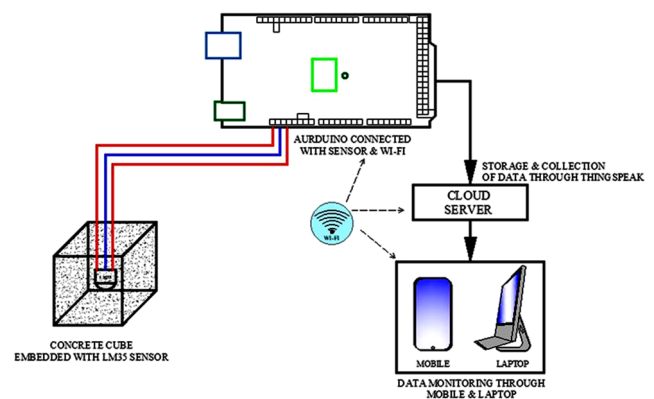 AURDUINO CONNECTED
WITH SENSOR & WI-FI
STORAGE & COLLECTION
OF DATA THROUGH THINGSPEAK
CLOUD
SERVER
WI-FI
MOBILE
LAPTOP
CONCRETE CUBE
EMBEDDED WITH LM35 SENSOR
DATA MONITORING THROUGH
MOBILE & LAPTOP